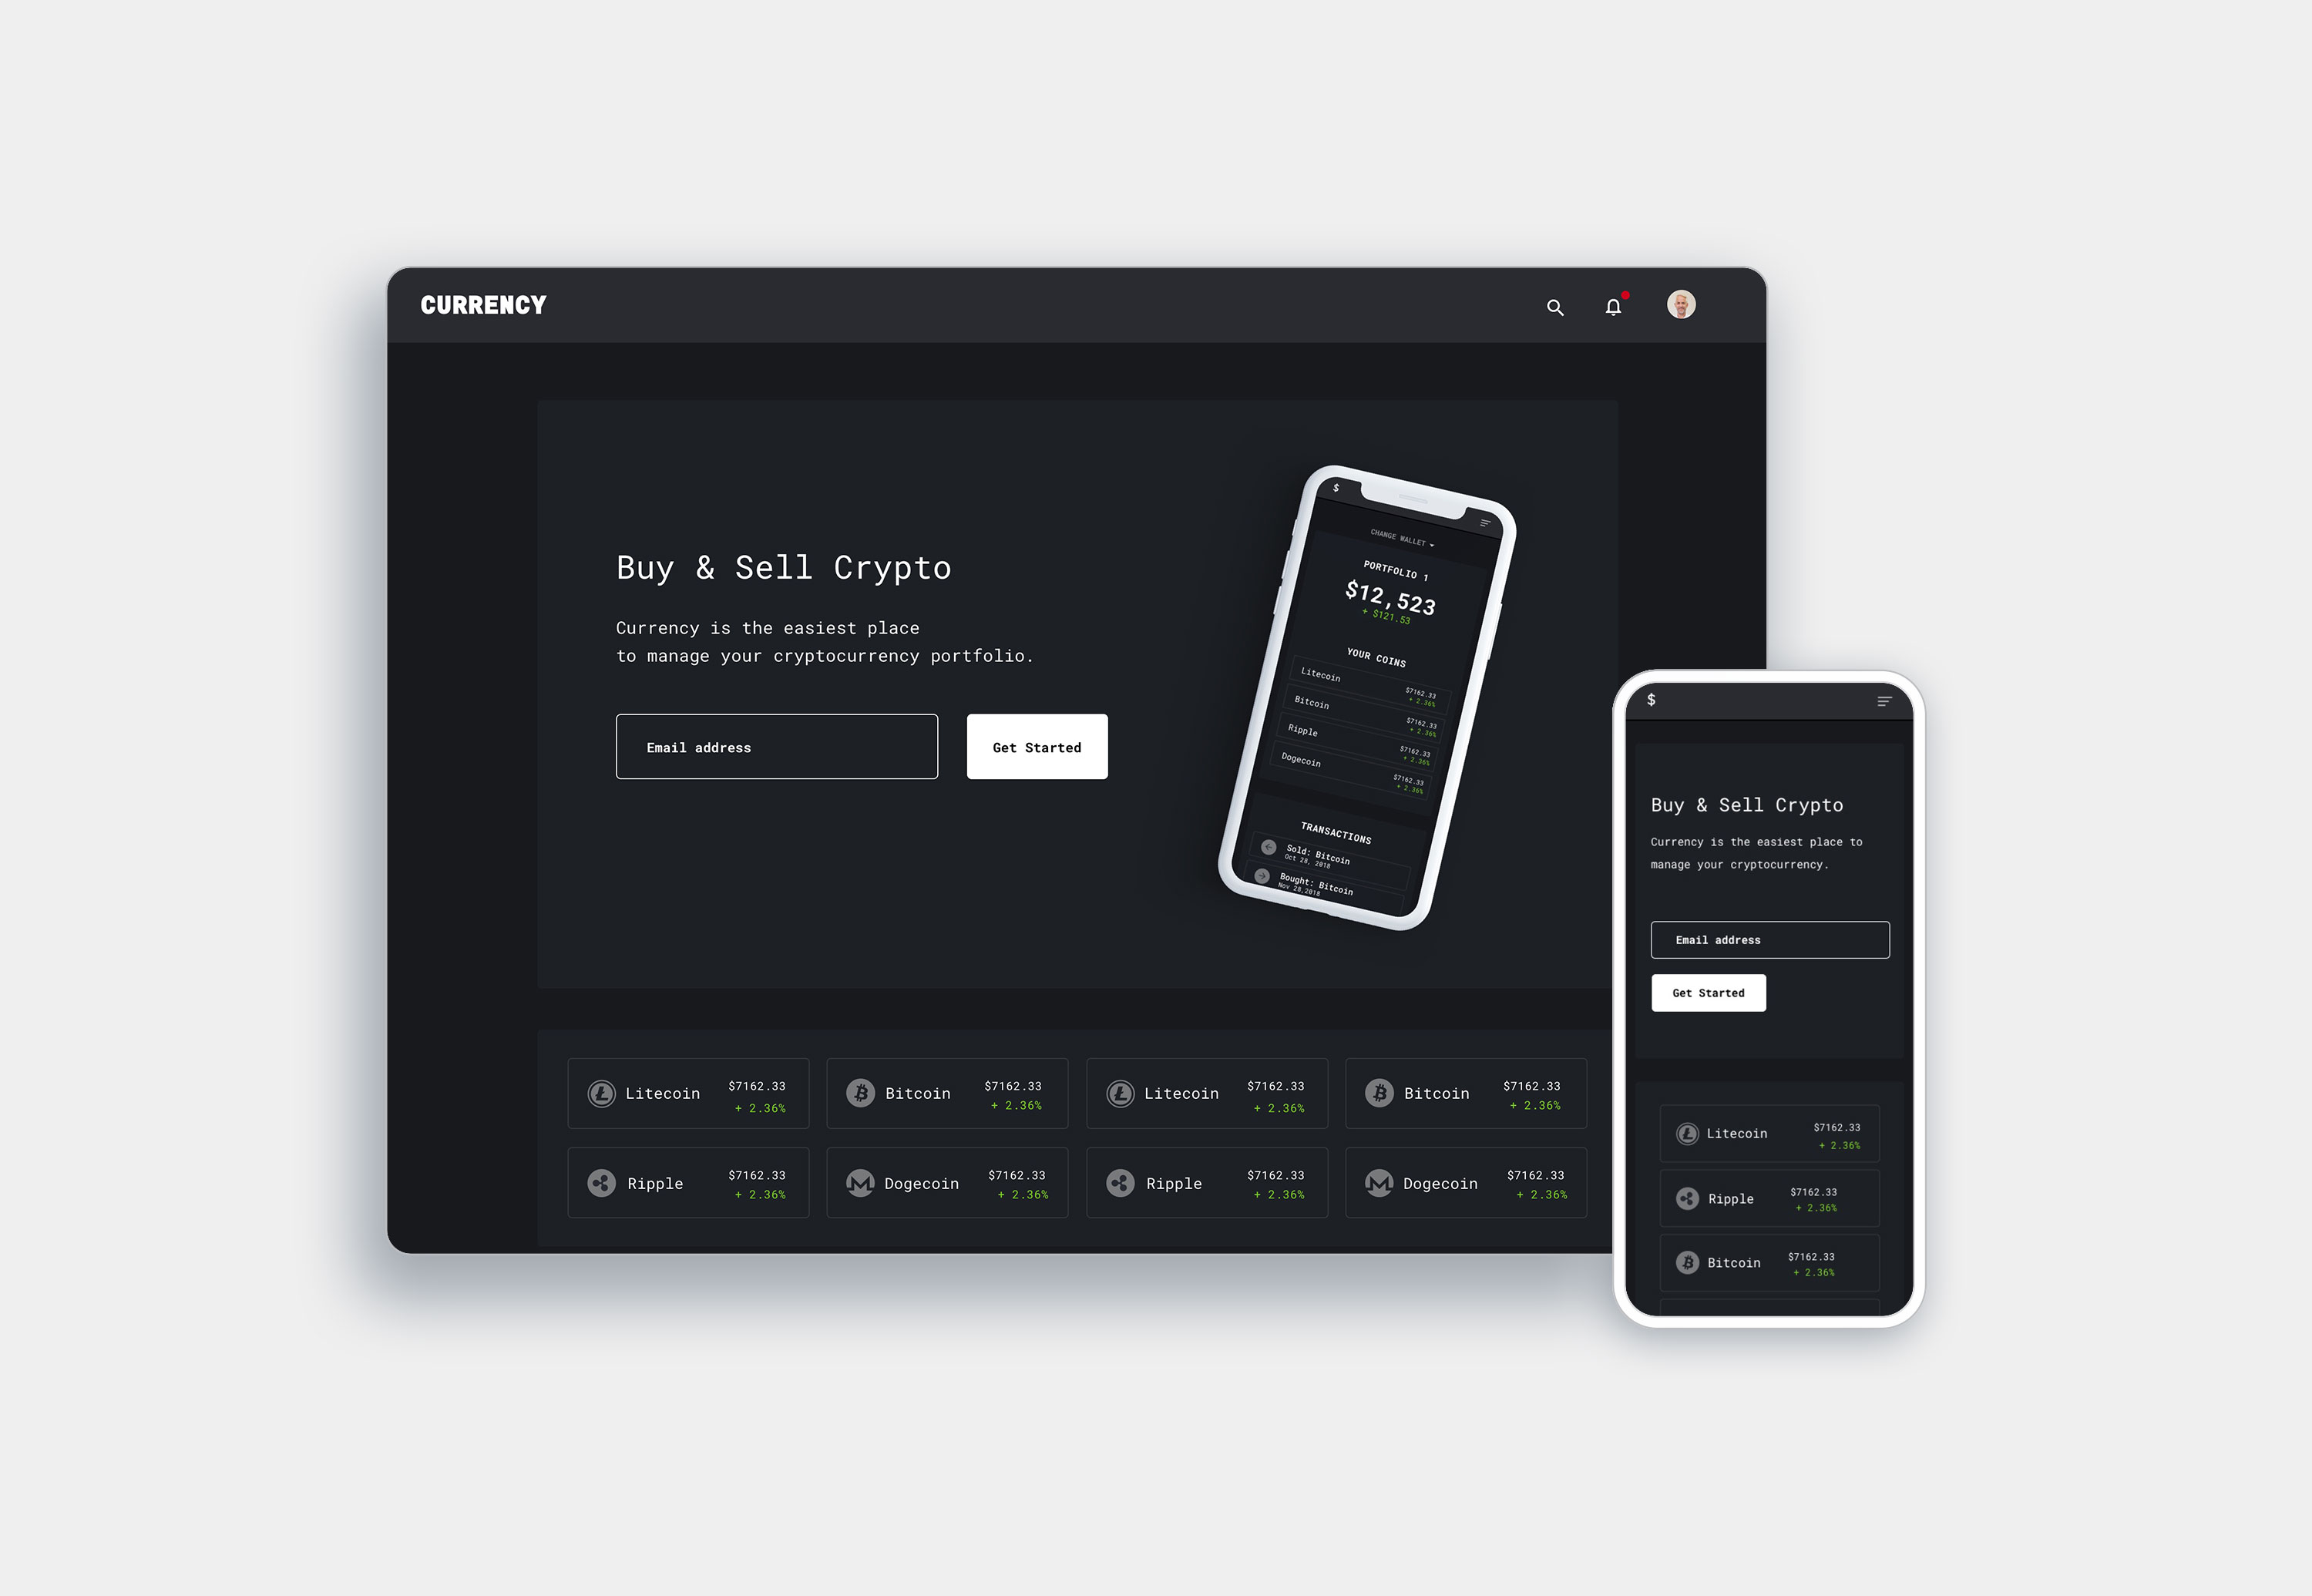 CURRENCY
Buy & Sell Crypto
Currency is the easiest place
to manage your cryptocurrency portfolio.
Email address
Get Started
$
CHANGE WALLET
PORTFOLIO 1
$12,523
+ $121.53
YOUR COINS
Litecoin
$7162.33
+ 2.36%
Bitcoin
$7162.33
+ 2.36%
Ripple
$7162.33
+ 2.36%
Dogecoin
$7162.33
+ 2.36%
TRANSACTIONS
Sold: Bitcoin
Oct 28, 2018
Bought: Bitcoin
Nov 28,2018
Litecoin
$7162.33
+ 2.36%
Bitcoin
$7162.33
+ 2.36%
Litecoin
$7162.33
+ 2.36%
Bitcoin
$7162.33
+ 2.36%
Ripple
$7162.33
+ 2.36%
Dogecoin
$7162.33
+ 2.36%
Ripple
$7162.33
+ 2.36%
Dogecoin
$7162.33
+ 2.36%
$
Buy & Sell Crypto
Currency is the easiest place to
manage your cryptocurrency.
Email address
Get Started
Litecoin
$7162.33
+ 2.36%
Ripple
$7162.33
+ 2.36%
Bitcoin
$7162.33
+ 2.36%